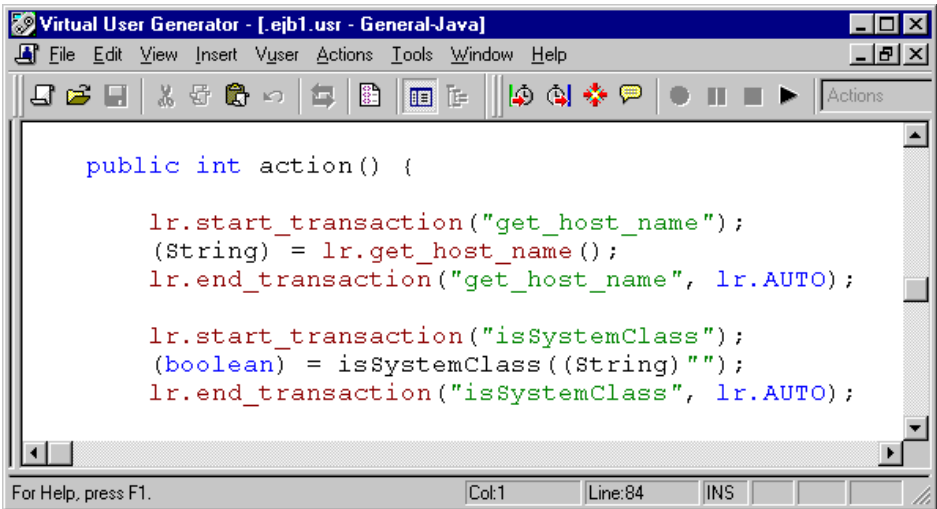 Virtual User Generator - [.ejb1.usr - General-Java]
File Edit View Insert Vuser Actions Tools Window Help
Actions
public int action() {
lr.start_transaction("get_host_name");
(String) = lr.get_host_name();
lr.end_transaction("get_host_name", lr.AUTO);
lr.start_transaction("isSystemClass");
(boolean) = isSystemClass((String)"");
lr.end_transaction("isSystemClass", lr.AUTO);
For Help, press F1. Col:1 Line:84 INS